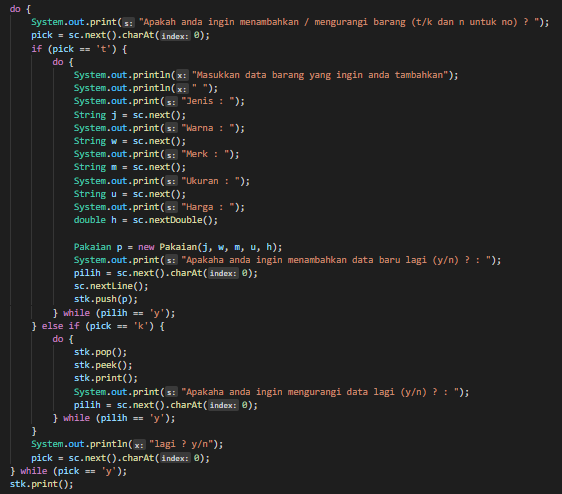 do {
System.out.print(s: "Apakah anda ingin menambahkan / mengurangi barang (t/k dan n untuk no) ? ");
pick = sc.next().charAt(index: 0);
if (pick == 't') {
do {
System.out.println(x: "Masukkan data barang yang ingin anda tambahkan");
System.out.println(x: " ");
System.out.print(s: "Jenis : ");
String j = sc.next();
System.out.print(s: "Warna : ");
String w = sc.next();
System.out.print(s: "Merk : ");
String m = sc.next();
System.out.print(s: "Ukuran : ");
String u = sc.next();
System.out.print(s: "Harga : ");
double h = sc.nextDouble();
Pakaian p = new Pakaian(j, w, m, u, h);
System.out.print(s: "Apakaha anda ingin menambahkan data baru lagi (y/n) ? : ");
pilih = sc.next().charAt(index: 0);
sc.nextLine();
stk.push(p);
} while (pilih == 'y');
} else if (pick == 'k') {
do {
stk.pop();
stk.peek();
stk.print();
System.out.print(s: "Apakaha anda ingin mengurangi data lagi (y/n) ? : ");
pilih = sc.next().charAt(index: 0);
} while (pilih == 'y');
}
System.out.println(x: "lagi ? y/n");
pick = sc.next().charAt(index: 0);
} while (pick == 'y');
stk.print();